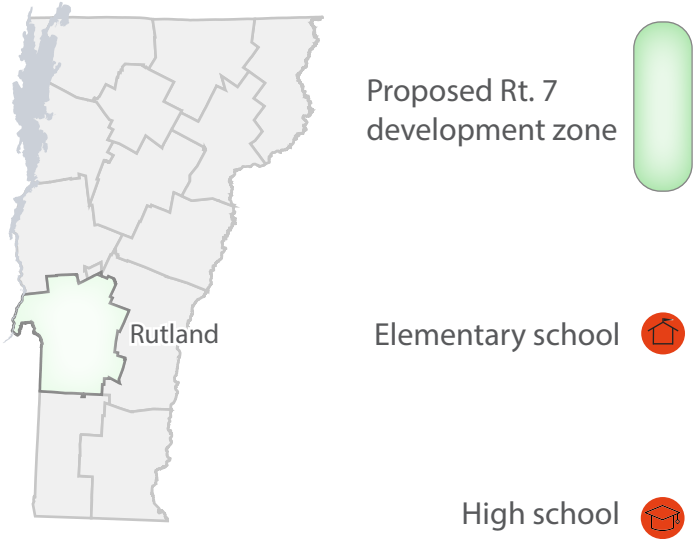 Proposed Rt. 7
development zone
Rutland
Elementary school
High school